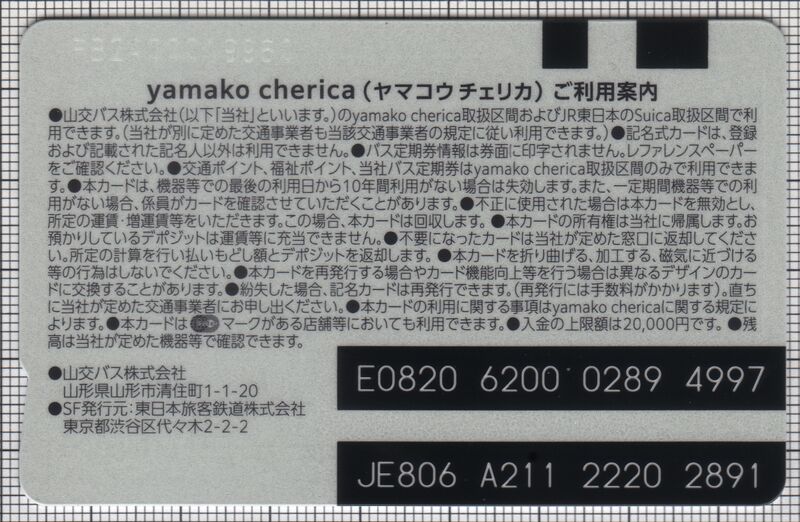 yamako cherica（ヤマコウ チェリカ）ご利用案内
●山交バス株式会社（以下「当社」といいます。）のyamako cherica取扱区間およびJR東日本のSuica取扱区間で利
用できます。（当社が別に定めた交通事業者も当該交通事業者の規定に従い利用できます。）●記名式カードは、登録
および記載された記名人以外は利用できません。●バス定期券情報は券面に印字されません。レファレンスペーパー
をご確認ください。●交通ポイント、福祉ポイント、当社バス定期券はyamako cherica取扱区間のみで利用できま
す。●本カードは、機器等での最後の利用日から10年間利用がない場合は失効します。また、一定期間機器等での利
用がない場合、係員がカードを確認させていただくことがあります。●不正に使用された場合は本カードを無効とし、
所定の運賃・増運賃等をいただきます。この場合、本カードは回収します。●本カードの所有権は当社に帰属します。お
預かりしているデポジットは運賃等に充当できません。●不要になったカードは当社が定めた窓口に返却してくださ
い。所定の計算を行い払いもどし額とデポジットを返却します。●本カードを折り曲げる、加工する、磁気に近づける
等の行為はしないでください。●本カードを再発行する場合やカード機能向上等を行う場合は異なるデザインのカー
ドに交換することがあります。●紛失した場合、記名カードは再発行できます。（再発行には手数料がかかります。）直ち
に当社が定めた交通事業者にお申し出ください。●本カードの利用に関する事項はyamako chericaに関する規定に
よります。●本カードは マークがある店舗等においても利用できます。●入金の上限額は20,000円です。●残
高は当社が定めた機器等で確認できます。
●山交バス株式会社
山形県山形市清住町1-1-20
●SF発行元：東日本旅客鉄道株式会社
東京都渋谷区代々木2-2-2
E0820 6200 0289 4997
JE806 A211 2220 2891